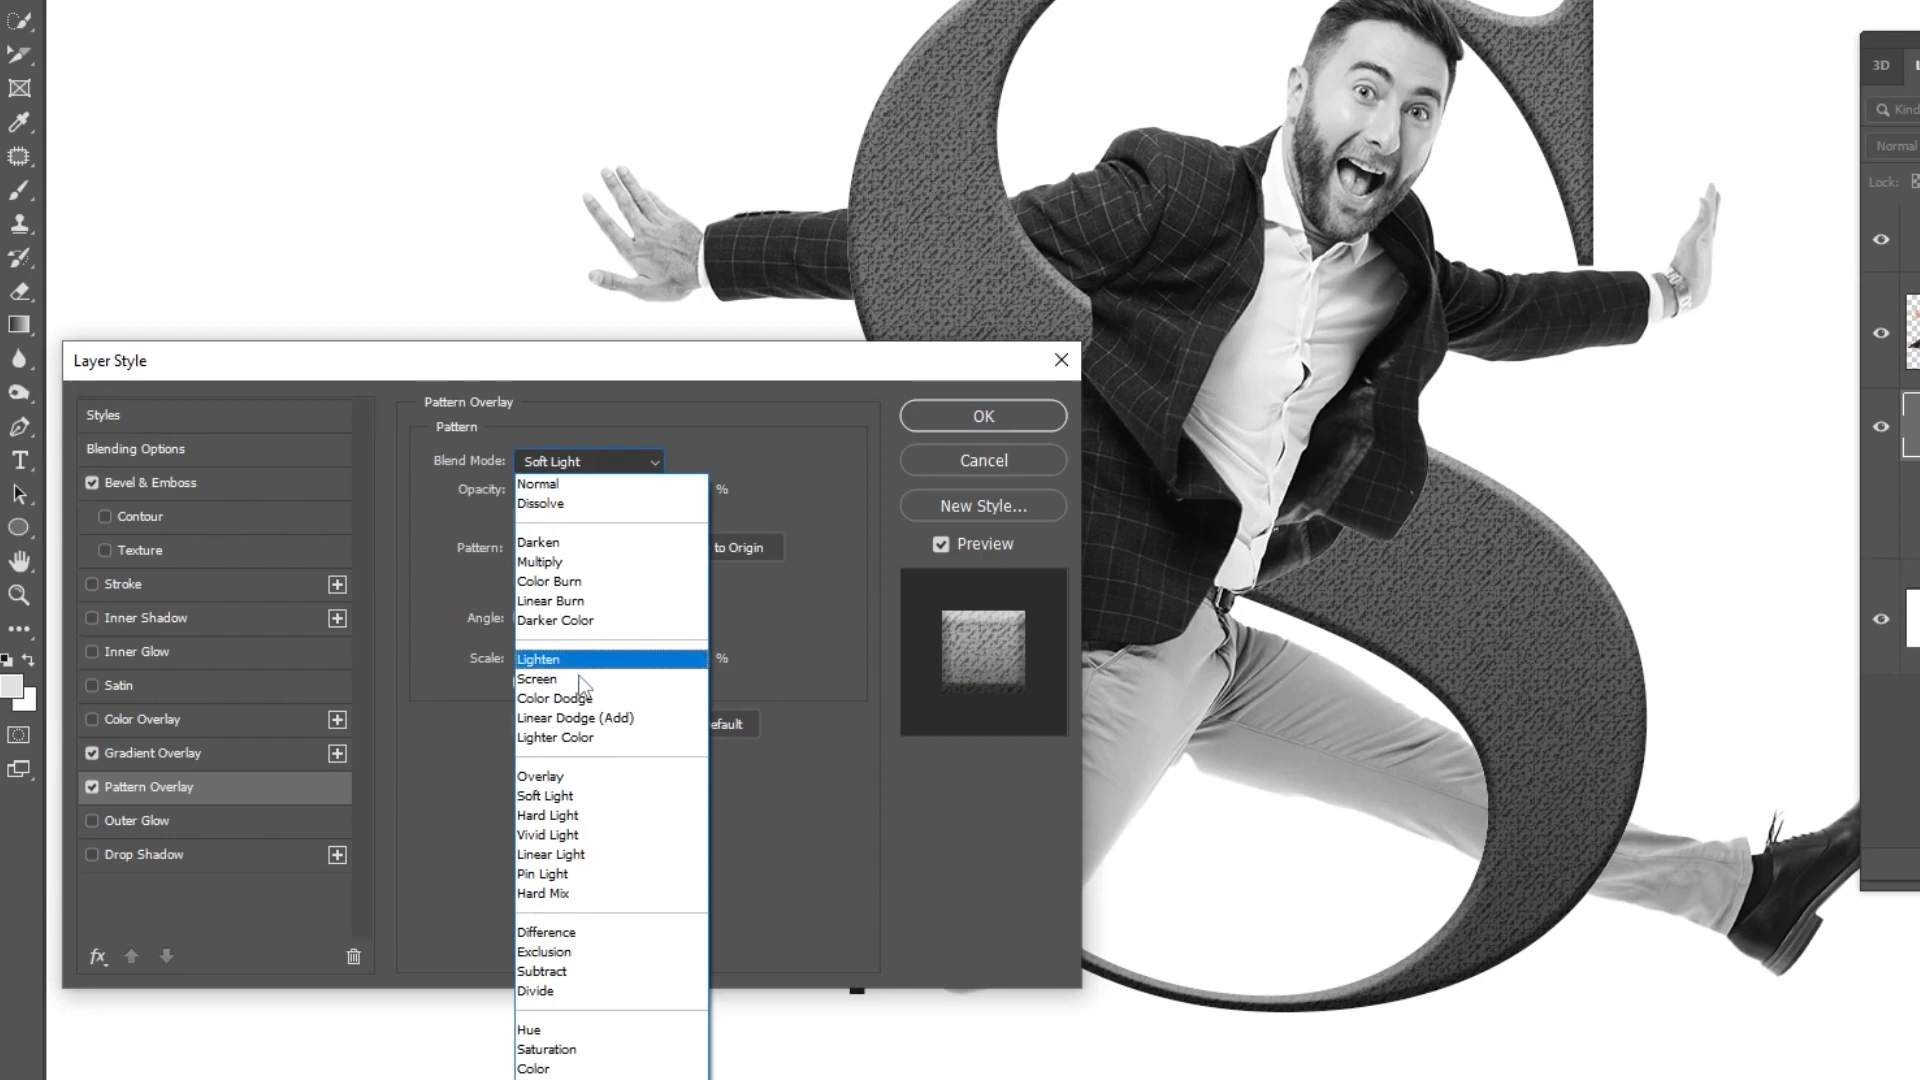 3D
L
Kind
Normal
Lock:
Layer Style
Styles
Blending Options
Bevel & Emboss
Contour
Texture
Stroke
Inner Shadow
Inner Glow
Satin
Color Overlay
Gradient Overlay
Pattern Overlay
Outer Glow
Drop Shadow
fx
Pattern Overlay
Pattern
Blend Mode: Soft Light
Opacity: %
Pattern: to Origin
Angle:
Scale: %
efault
Normal
Dissolve
Darken
Multiply
Color Burn
Linear Burn
Darker Color
Lighten
Screen
Color Dodge
Linear Dodge (Add)
Lighter Color
Overlay
Soft Light
Hard Light
Vivid Light
Linear Light
Pin Light
Hard Mix
Difference
Exclusion
Subtract
Divide
Hue
Saturation
Color
OK
Cancel
New Style...
Preview
S